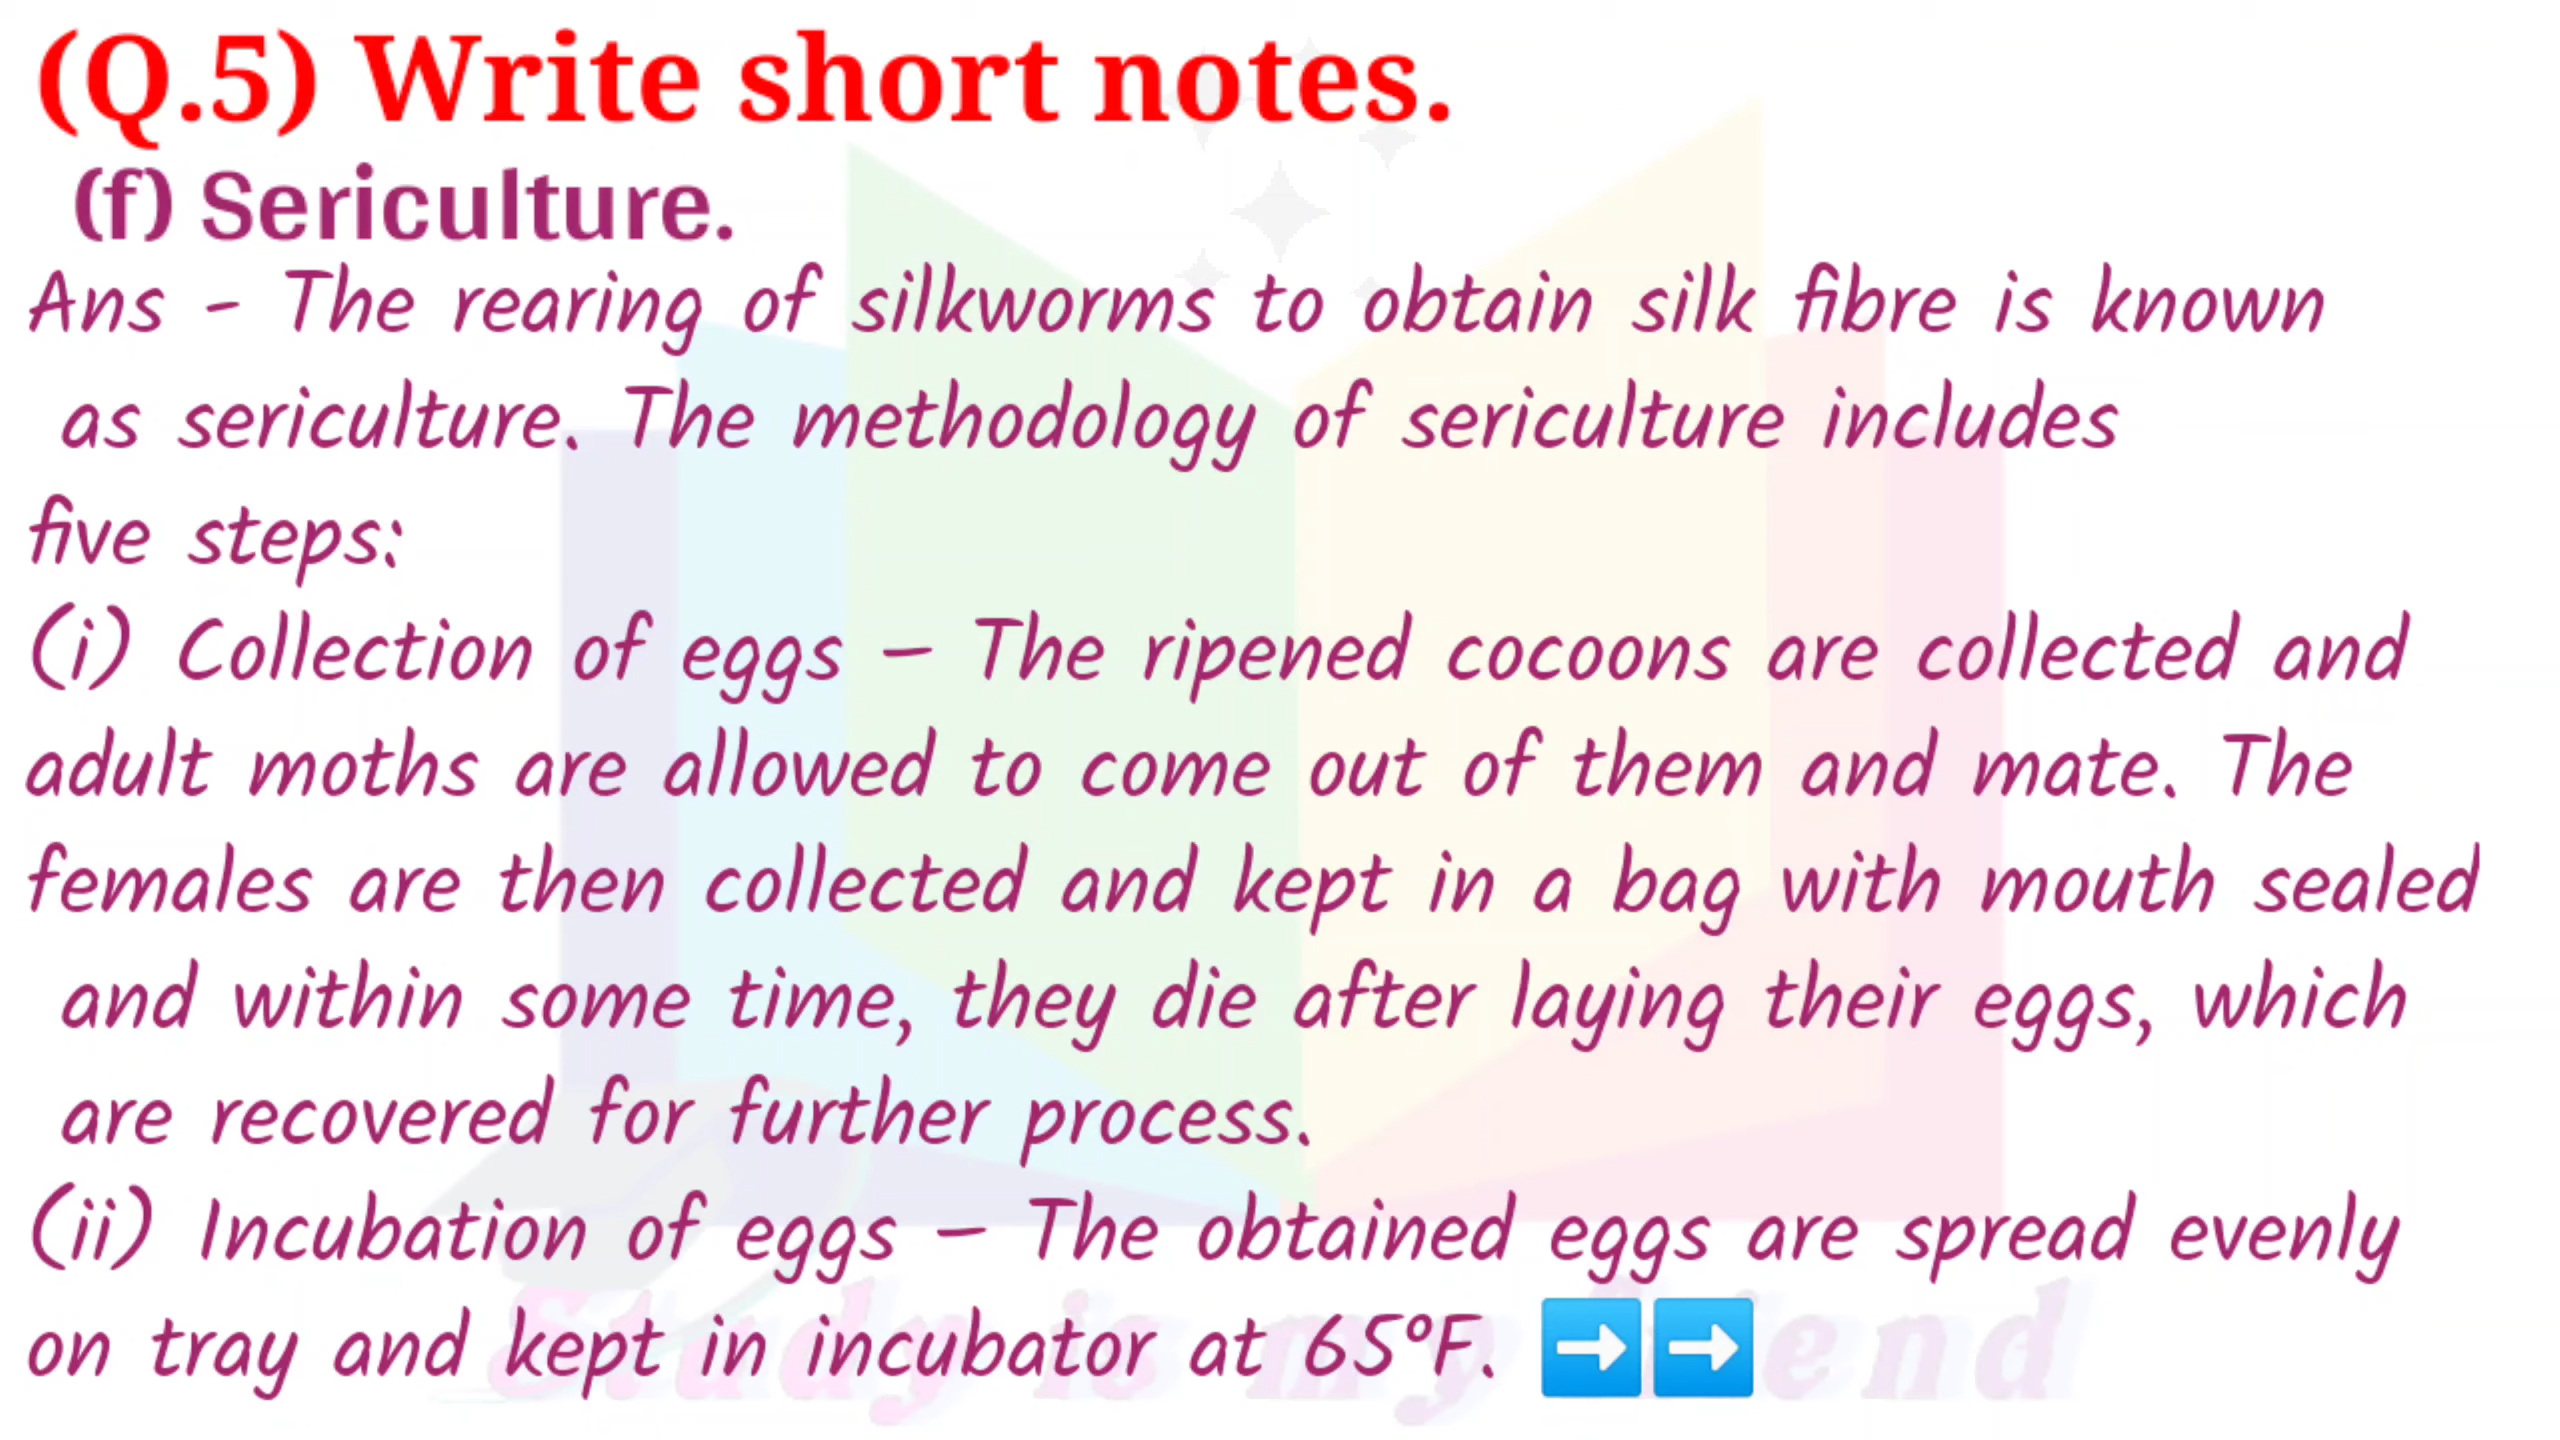 (Q.5) Write short notes.
(f) Sericulture.
Ans - The rearing of silkworms to obtain silk fibre is known
as sericulture. The methodology of sericulture includes
five steps:
(i) Collection of eggs – The ripened cocoons are collected and
adult moths are allowed to come out of them and mate. The
females are then collected and kept in a bag with mouth sealed
and within some time, they die after laying their eggs, which
are recovered for further process.
(ii) Incubation of eggs – The obtained eggs are spread evenly
on tray and kept in incubator at 65°F. ➡➡
Study is my friend